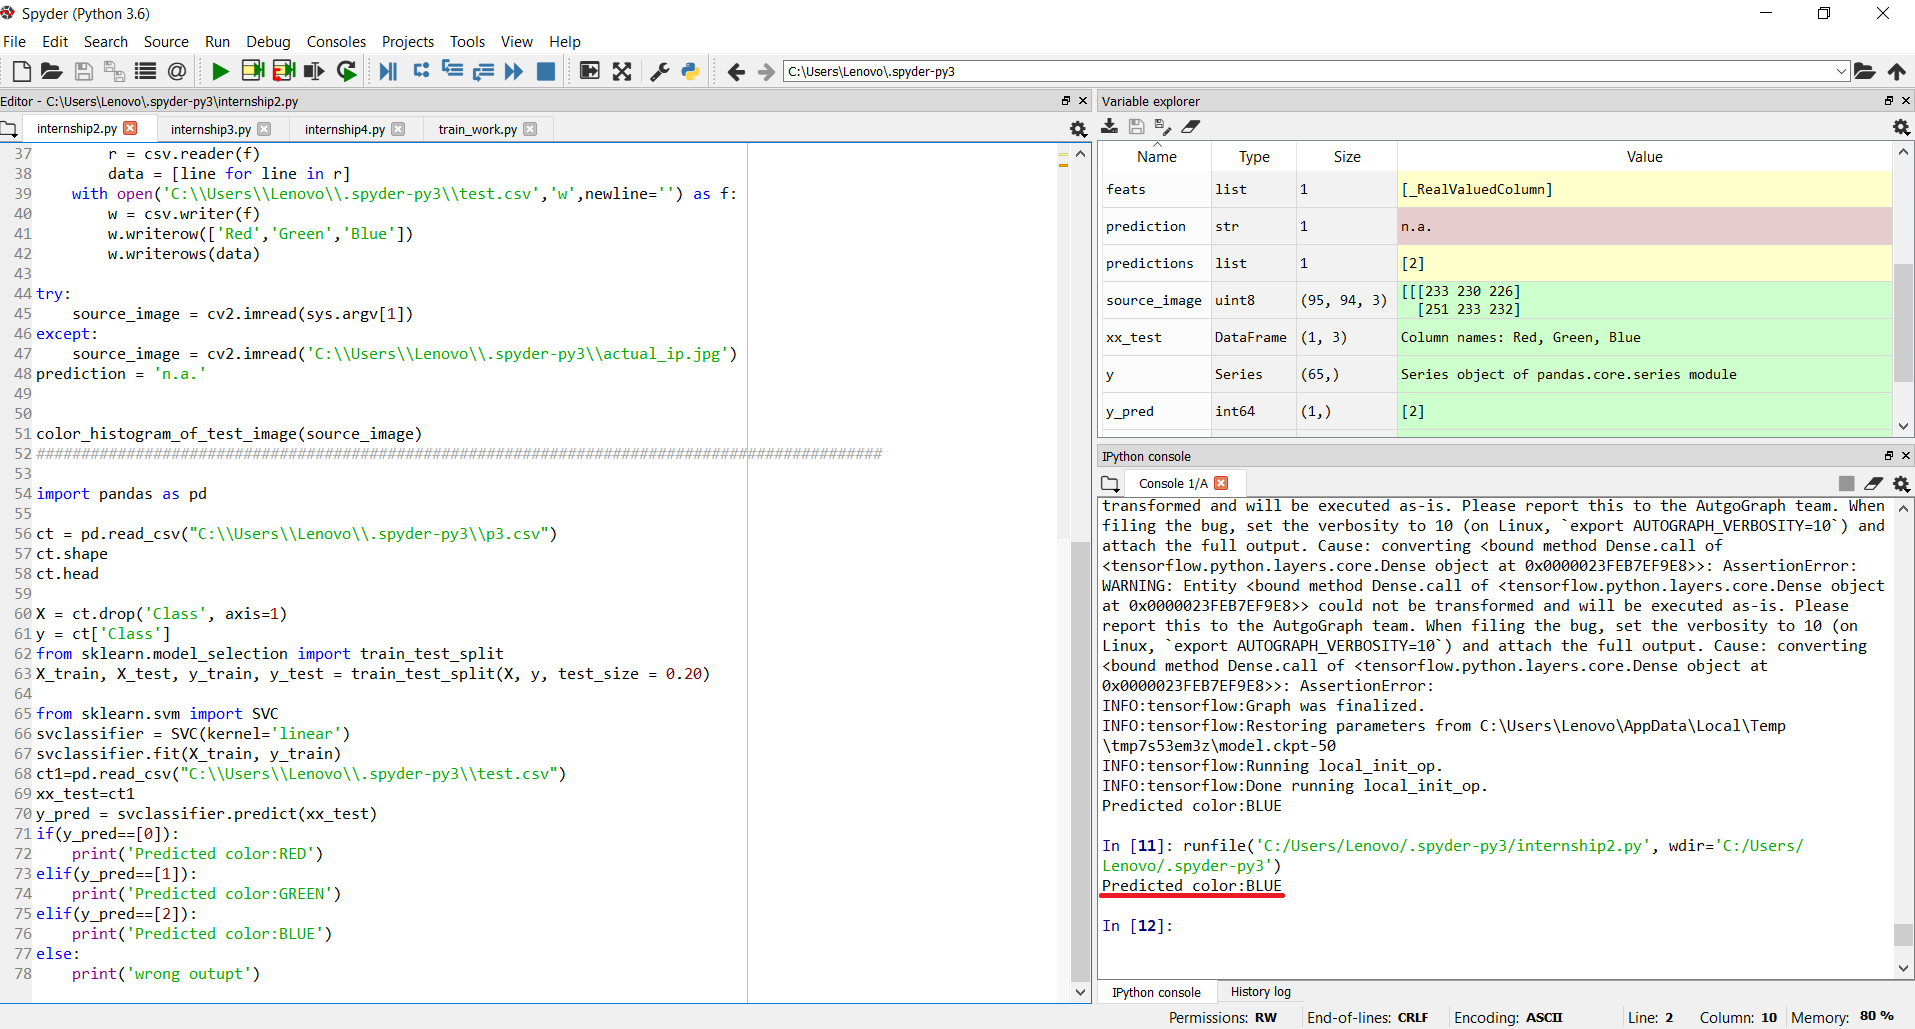 Spyder (Python 3.6)
File Edit Search Source Run Debug Consoles Projects Tools View Help
C:\Users\Lenovo\.spyder-py3
Editor - C:\Users\Lenovo\.spyder-py3\internship2.py
internship2.py internship3.py internship4.py train_work.py
37 r = csv.reader(f)
38 data = [line for line in r]
39 with open('C:\\Users\\Lenovo\\.spyder-py3\\test.csv','w',newline='') as f:
40 w = csv.writer(f)
41 w.writerow(['Red','Green','Blue'])
42 w.writerows(data)
43
44 try:
45 source_image = cv2.imread(sys.argv[1])
46 except:
47 source_image = cv2.imread('C:\\Users\\Lenovo\\.spyder-py3\\actual_ip.jpg')
48 prediction = 'n.a.'
49
50
51 color_histogram_of_test_image(source_image)
52 ##############################################################################################
53
54 import pandas as pd
55
56 ct = pd.read_csv("C:\\Users\\Lenovo\\.spyder-py3\\p3.csv")
57 ct.shape
58 ct.head
59
60 X = ct.drop('Class', axis=1)
61 y = ct['Class']
62 from sklearn.model_selection import train_test_split
63 X_train, X_test, y_train, y_test = train_test_split(X, y, test_size = 0.20)
64
65 from sklearn.svm import SVC
66 svclassifier = SVC(kernel='linear')
67 svclassifier.fit(X_train, y_train)
68 ct1=pd.read_csv("C:\\Users\\Lenovo\\.spyder-py3\\test.csv")
69 xx_test=ct1
70 y_pred = svclassifier.predict(xx_test)
71 if(y_pred==[0]):
72 print('Predicted color:RED')
73 elif(y_pred==[1]):
74 print('Predicted color:GREEN')
75 elif(y_pred==[2]):
76 print('Predicted color:BLUE')
77 else:
78 print('wrong outupt')
Variable explorer
Name Type Size Value
feats list 1 [_RealValuedColumn]
prediction str 1 n.a.
predictions list 1 [2]
source_image uint8 (95, 94, 3) [[[233 230 226]
[251 233 232]
xx_test DataFrame (1, 3) Column names: Red, Green, Blue
y Series (65,) Series object of pandas.core.series module
y_pred int64 (1,) [2]
IPython console
Console 1/A
transformed and will be executed as-is. Please report this to the AutgoGraph team. When
filing the bug, set the verbosity to 10 (on Linux, `export AUTOGRAPH_VERBOSITY=10`) and
attach the full output. Cause: converting <bound method Dense.call of
<tensorflow.python.layers.core.Dense object at 0x0000023FEB7EF9E8>>: AssertionError:
WARNING: Entity <bound method Dense.call of <tensorflow.python.layers.core.Dense object
at 0x0000023FEB7EF9E8>> could not be transformed and will be executed as-is. Please
report this to the AutgoGraph team. When filing the bug, set the verbosity to 10 (on
Linux, `export AUTOGRAPH_VERBOSITY=10`) and attach the full output. Cause: converting
<bound method Dense.call of <tensorflow.python.layers.core.Dense object at
0x0000023FEB7EF9E8>>: AssertionError:
INFO:tensorflow:Graph was finalized.
INFO:tensorflow:Restoring parameters from C:\Users\Lenovo\AppData\Local\Temp
\tmp7s53em3z\model.ckpt-50
INFO:tensorflow:Running local_init_op.
INFO:tensorflow:Done running local_init_op.
Predicted color:BLUE
In [11]: runfile('C:/Users/Lenovo/.spyder-py3/internship2.py', wdir='C:/Users/
Lenovo/.spyder-py3')
Predicted color:BLUE
In [12]:
IPython console History log
Permissions: RW End-of-lines: CRLF Encoding: ASCII Line: 2 Column: 10 Memory: 80 %